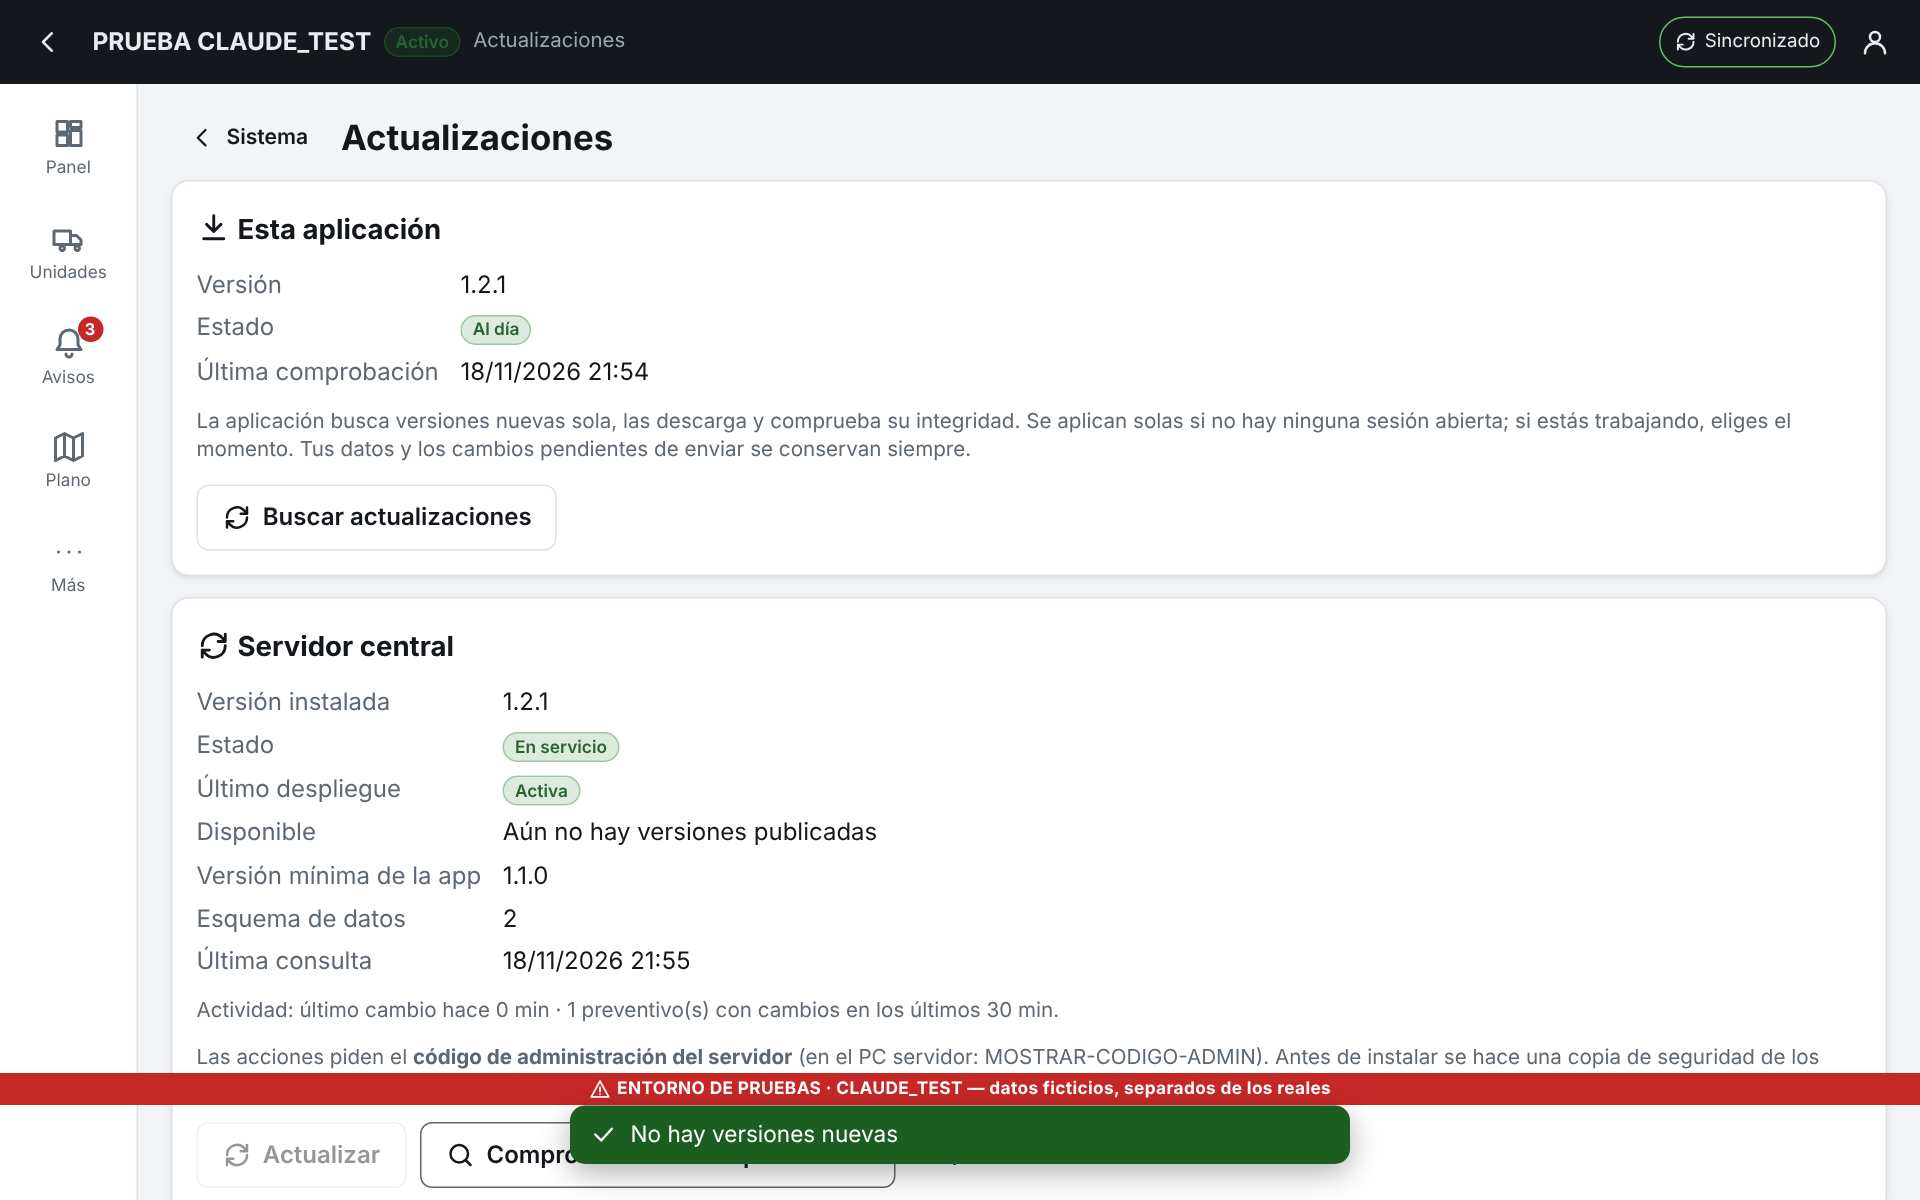 PRUEBA CLAUDE_TEST
Activo
Actualizaciones
Sincronizado
Panel
Unidades
3
Avisos
Plano
Más
Sistema
Actualizaciones
Esta aplicación
Versión 1.2.1
Estado Al día
Última comprobación 18/11/2026 21:54
La aplicación busca versiones nuevas sola, las descarga y comprueba su integridad. Se aplican solas si no hay ninguna sesión abierta; si estás trabajando, eliges el
momento. Tus datos y los cambios pendientes de enviar se conservan siempre.
Buscar actualizaciones
Servidor central
Versión instalada 1.2.1
Estado En servicio
Último despliegue Activa
Disponible Aún no hay versiones publicadas
Versión mínima de la app 1.1.0
Esquema de datos 2
Última consulta 18/11/2026 21:55
Actividad: último cambio hace 0 min · 1 preventivo(s) con cambios en los últimos 30 min.
Las acciones piden el código de administración del servidor (en el PC servidor: MOSTRAR-CODIGO-ADMIN). Antes de instalar se hace una copia de seguridad de los
ENTORNO DE PRUEBAS · CLAUDE_TEST — datos ficticios, separados de los reales
No hay versiones nuevas
Actualizar